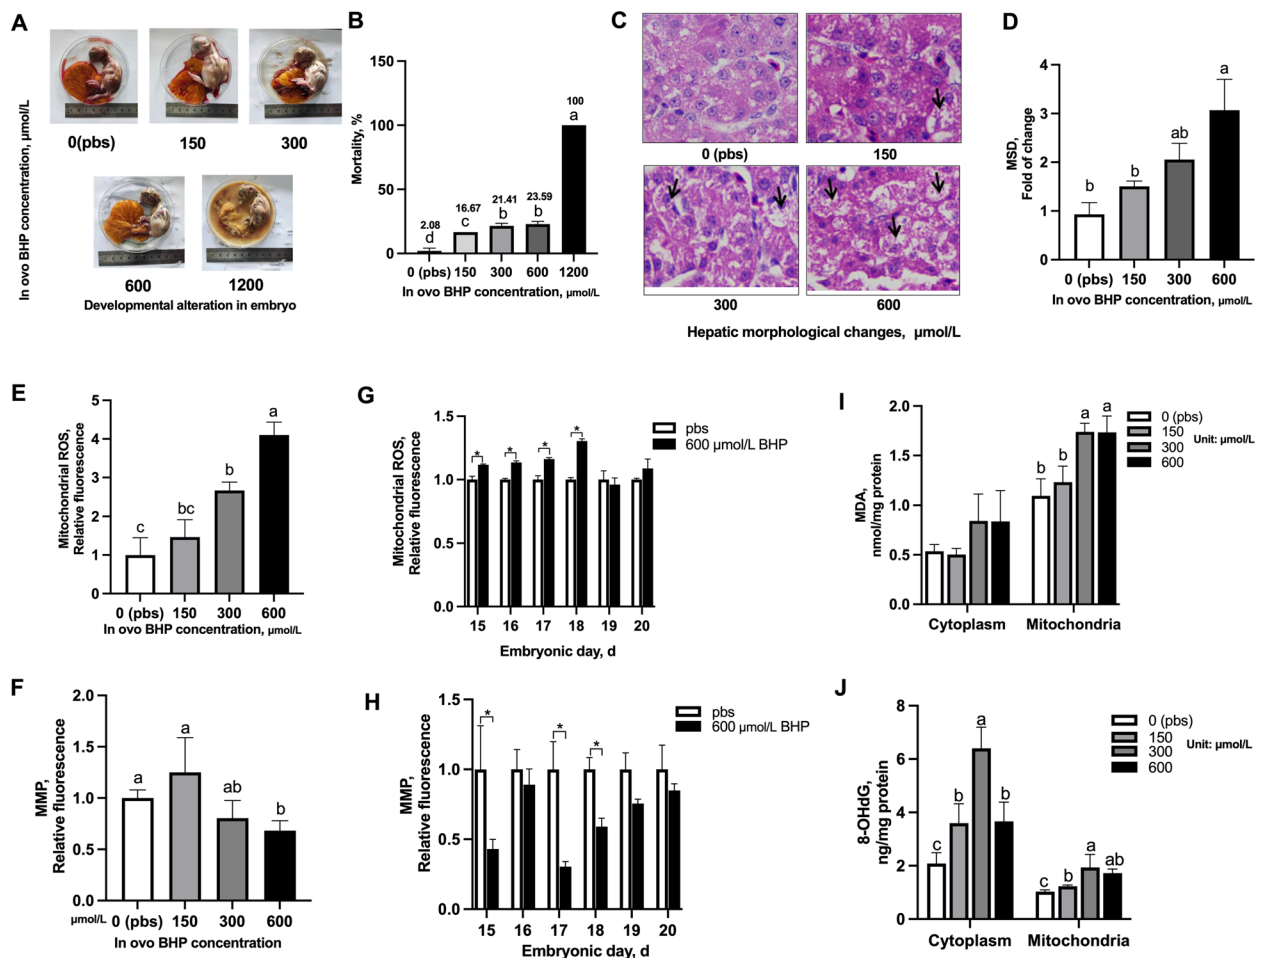 A
In ovo BHP concentration, μmol/L
0(pbs)
150
300
600
1200
Developmental alteration in embryo
B
Mortality, %
150
100
50
0
2.08
d
16.67
c
21.41
b
23.59
b
100
a
0 (pbs) 150 300 600 1200
In ovo BHP concentration, μmol/L
C
0 (pbs)
150
300
600
Hepatic morphological changes, μmol/L
D
MSD,
Fold of change
4
3
2
1
0
b
b
ab
a
0 (pbs) 150 300 600
In ovo BHP concentration, μmol/L
E
Mitochondrial ROS,
Relative fluorescence
5
4
3
2
1
0
c
bc
b
a
0 (pbs) 150 300 600
In ovo BHP concentration, μmol/L
G
Mitochondrial ROS,
Relative fluorescence
1.5
1.0
0.5
0.0
*
*
*
*
pbs
600 μmol/L BHP
15 16 17 18 19 20
Embryonic day, d
I
MDA,
nmol/mg protein
2.0
1.5
1.0
0.5
0.0
b
b
a
a
0 (pbs)
150
300
600
Unit: μmol/L
Cytoplasm Mitochondria
F
MMP,
Relative fluorescence
2.0
1.5
1.0
0.5
0.0
a
a
ab
b
μmol/L 0 (pbs) 150 300 600
In ovo BHP concentration
H
MMP,
Relative fluorescence
1.5
1.0
0.5
0.0
*
*
*
pbs
600 μmol/L BHP
15 16 17 18 19 20
Embryonic day, d
J
8-OHdG,
ng/mg protein
8
6
4
2
0
c
b
a
b
c
b
a
ab
0 (pbs)
150
300
600
Unit: μmol/L
Cytoplasm Mitochondria